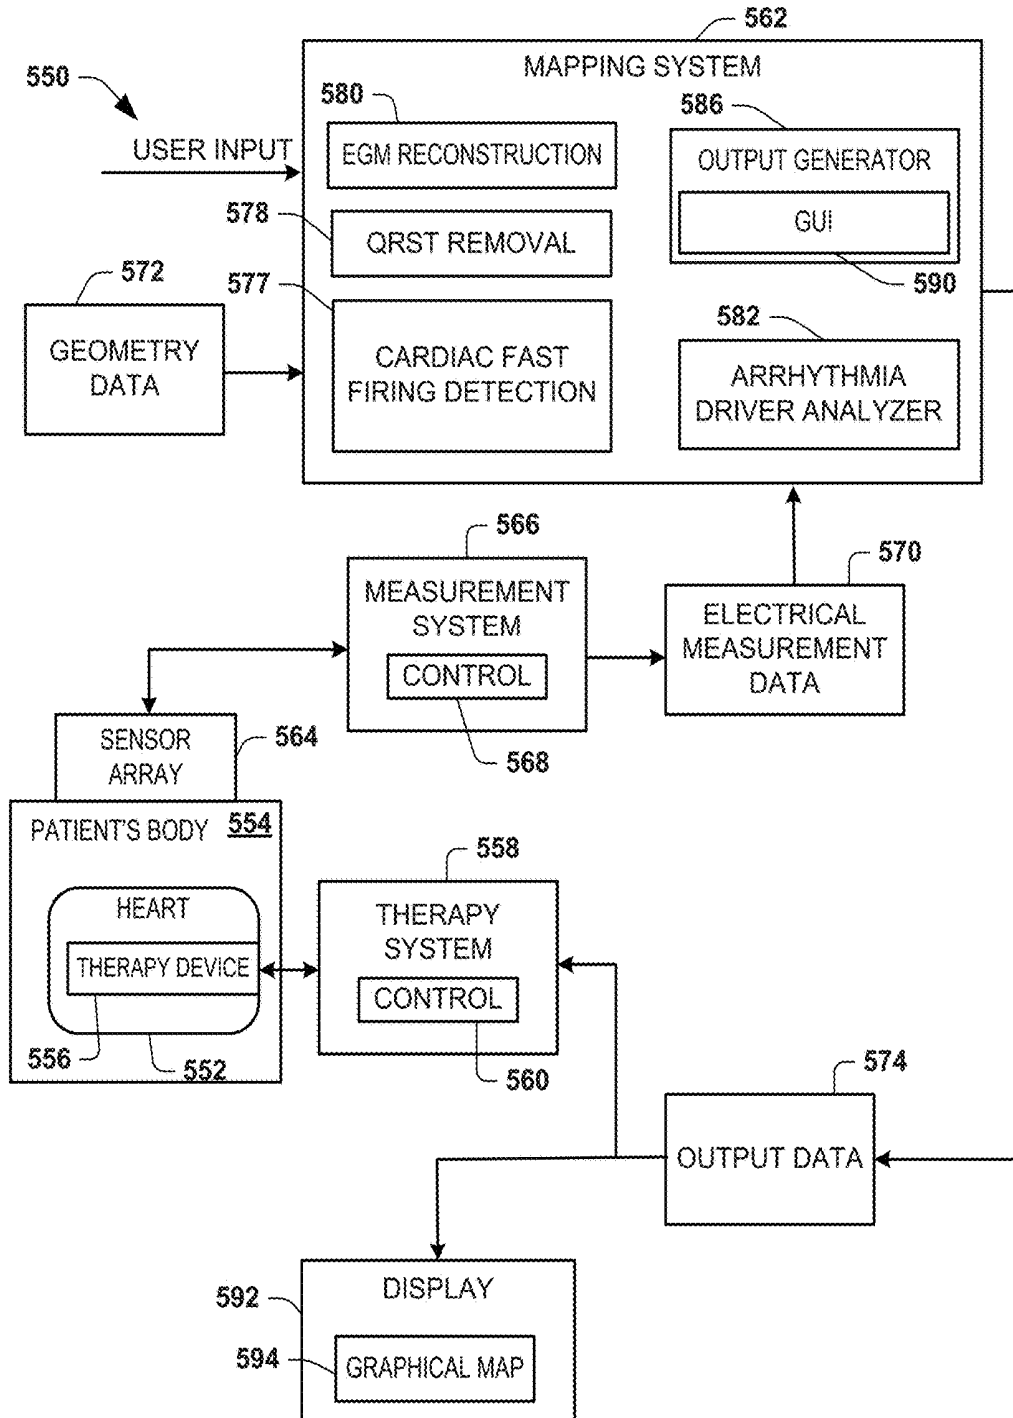 562
MAPPING SYSTEM
550
USER INPUT
580
EGM RECONSTRUCTION
586
OUTPUT GENERATOR
GUI
590
578
QRST REMOVAL
572
GEOMETRY
DATA
577
CARDIAC FAST
FIRING DETECTION
582
ARRHYTHMIA
DRIVER ANALYZER
566
MEASUREMENT
SYSTEM
CONTROL
568
570
ELECTRICAL
MEASUREMENT
DATA
SENSOR
ARRAY
564
PATIENT'S BODY
554
HEART
THERAPY DEVICE
556
552
558
THERAPY
SYSTEM
CONTROL
560
574
OUTPUT DATA
592
DISPLAY
594
GRAPHICAL MAP